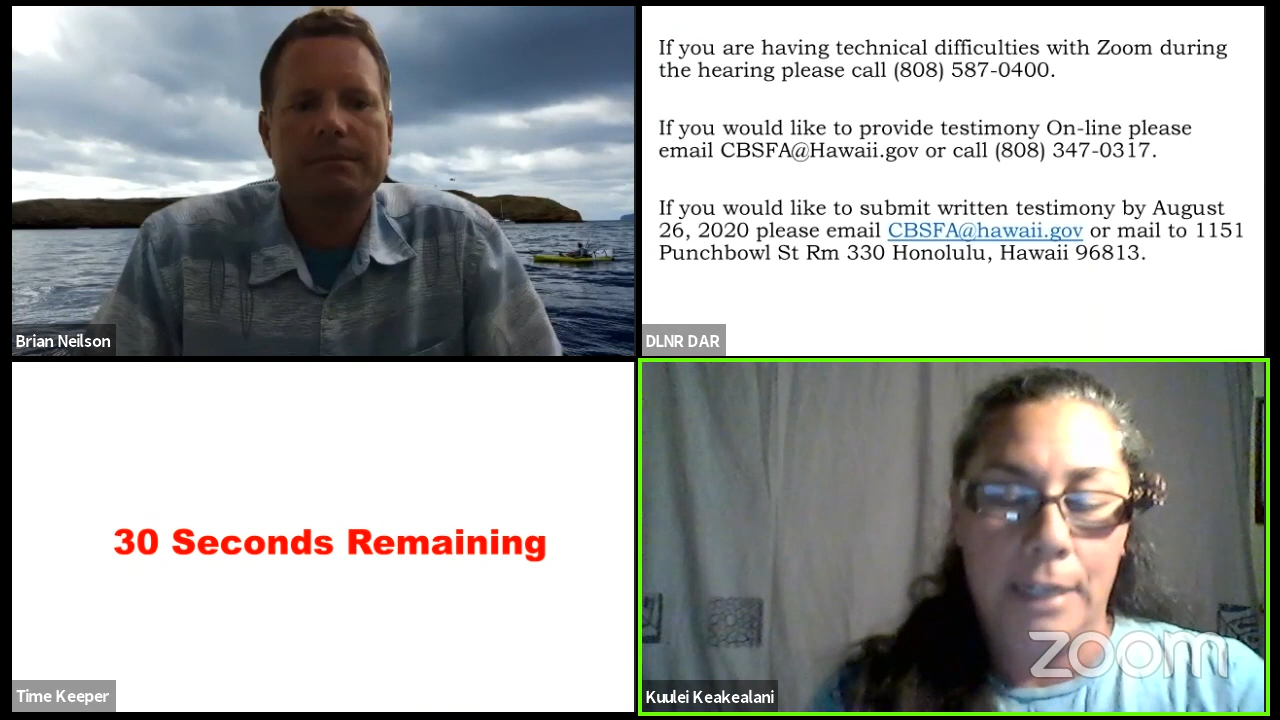 If you are having technical difficulties with Zoom during
the hearing please call (808) 587-0400.
If you would like to provide testimony On-line please
email CBSFA@Hawaii.gov or call (808) 347-0317.
If you would like to submit written testimony by August
26, 2020 please email CBSFA@hawaii.gov or mail to 1151
Punchbowl St Rm 330 Honolulu, Hawaii 96813.
Brian Neilson
DLNR DAR
30 Seconds Remaining
zoom
Time Keeper
Kuulei Keakealani